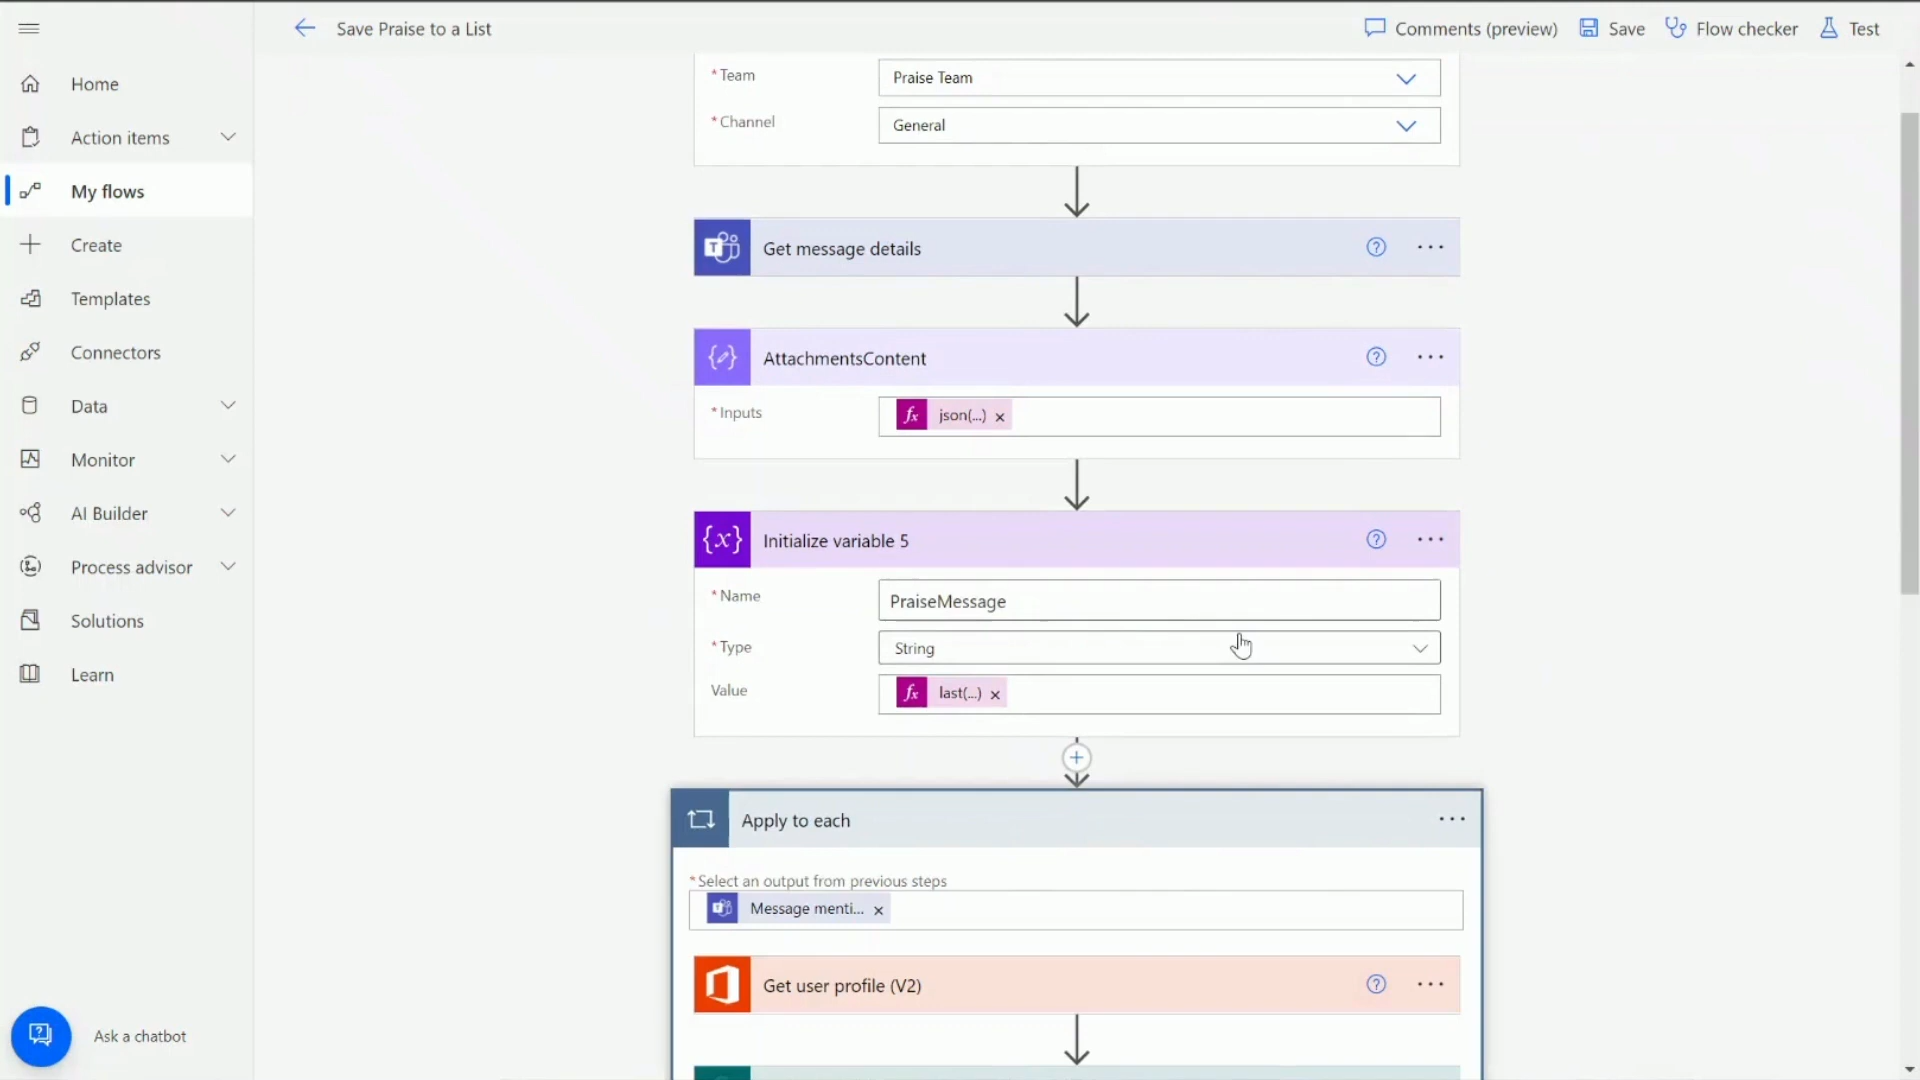 Save Praise to a List
Comments (preview)
Save
Flow checker
Test
Home
Action items
My flows
Create
Templates
Connectors
Data
Monitor
AI Builder
Process advisor
Solutions
Learn
Ask a chatbot
* Team
Praise Team
* Channel
General
Get message details
AttachmentsContent
* Inputs
fx json(...) ×
{x} Initialize variable 5
* Name
PraiseMessage
* Type
String
Value
fx last(...) ×
Apply to each
* Select an output from previous steps
Message menti... ×
Get user profile (V2)